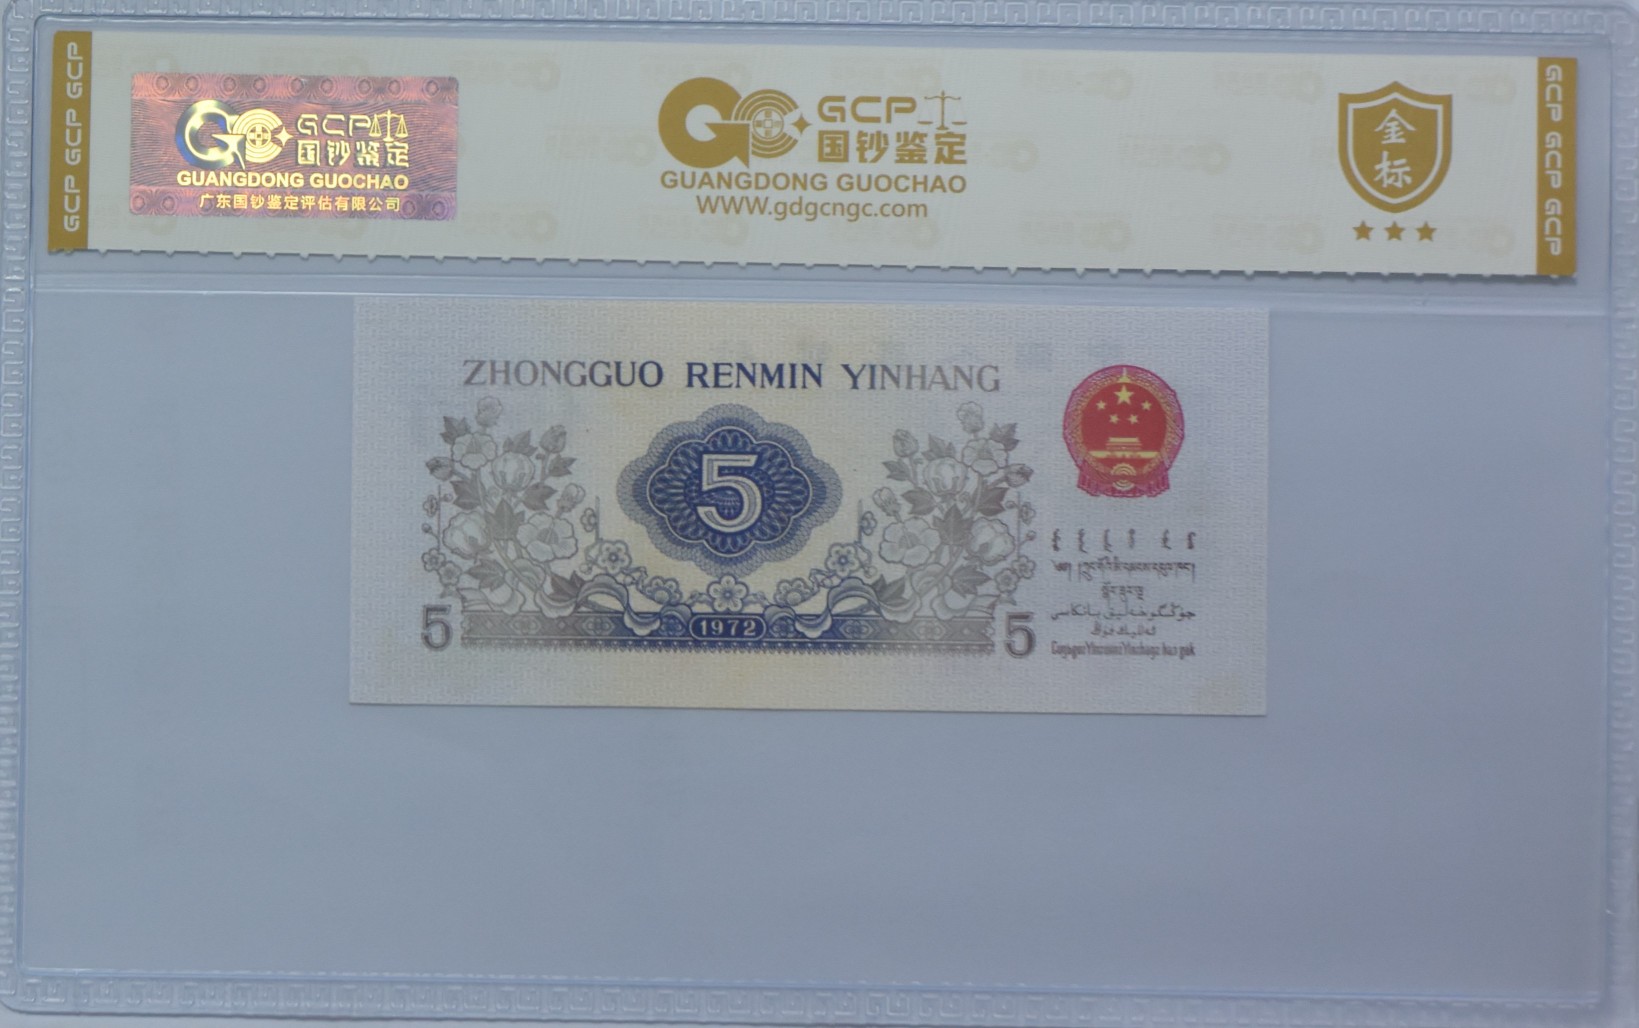 GCP GCP GCP
GCP 国钞鉴定
GUANGDONG GUOCHAO
广东国钞鉴定评估有限公司
GCP 国钞鉴定
GUANGDONG GUOCHAO
WWW.gdgcngc.com
金标
GCP GCP GCP
ZHONGGUO RENMIN YINHANG
5
5
1972
5